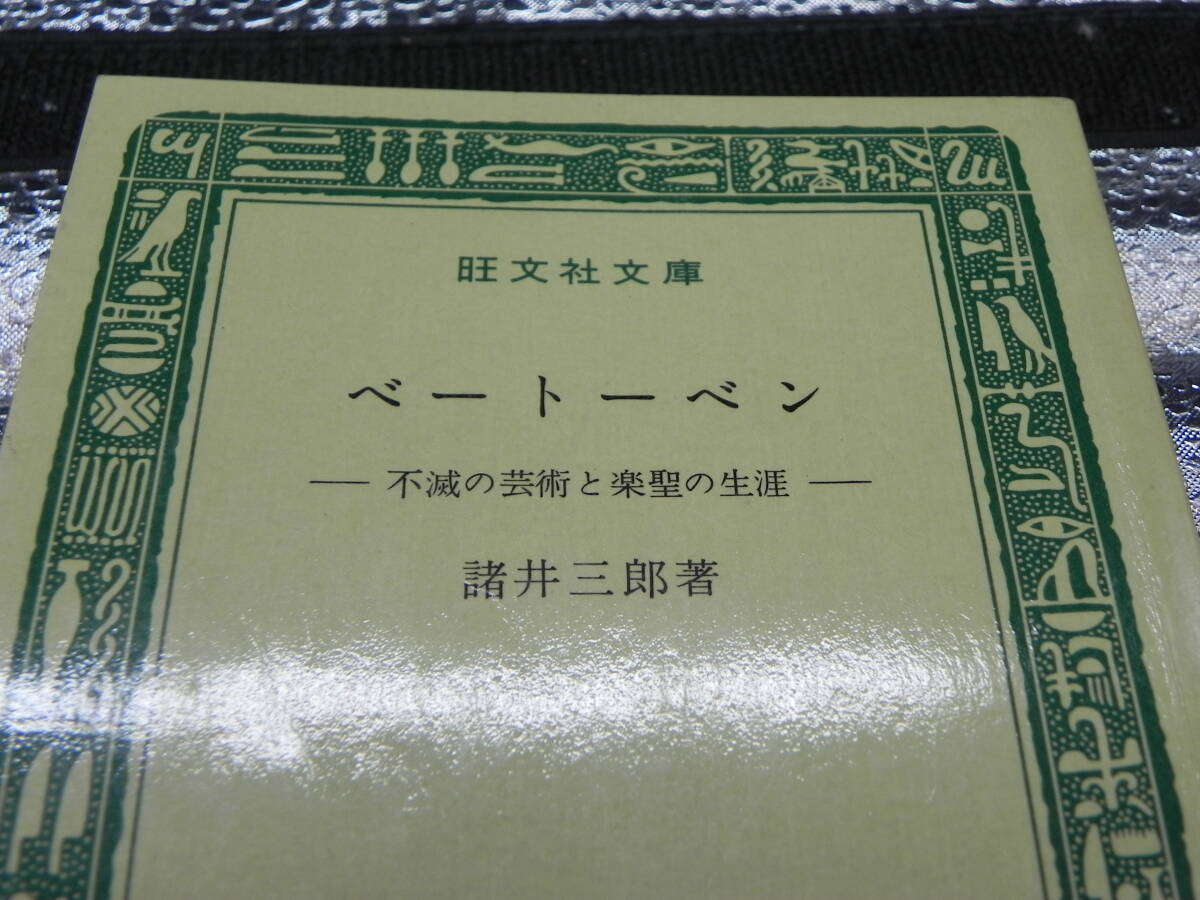 旺文社文庫
ベートーベン
― 不滅の芸術と楽聖の生涯 ―
諸井三郎著